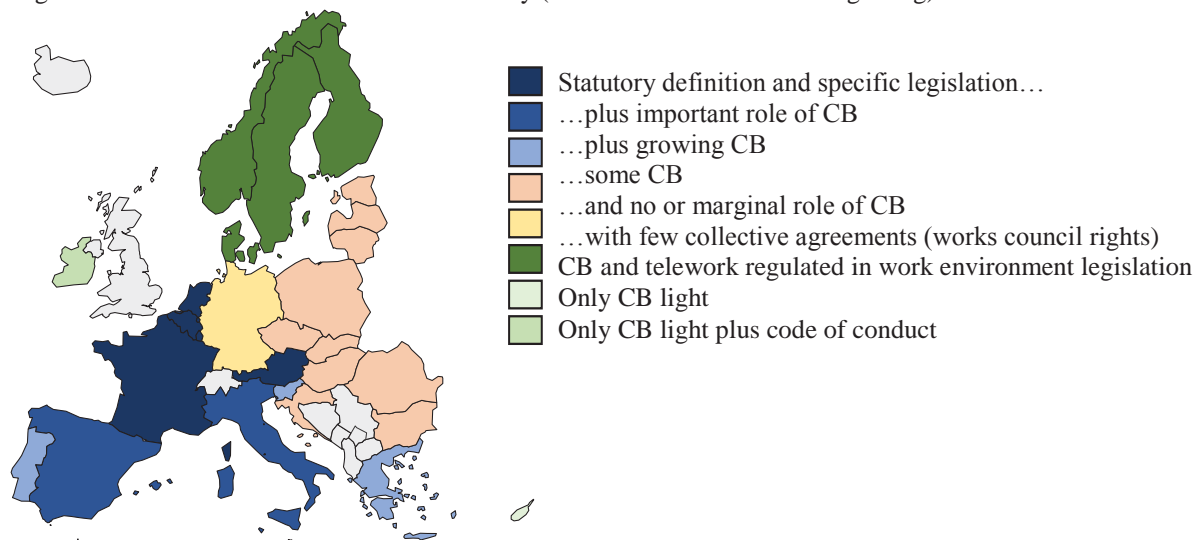 Statutory definition and specific legislation…
…plus important role of CB
…plus growing CB
…some CB
…and no or marginal role of CB
…with few collective agreements (works council rights)
CB and telework regulated in work environment legislation
Only CB light
Only CB light plus code of conduct